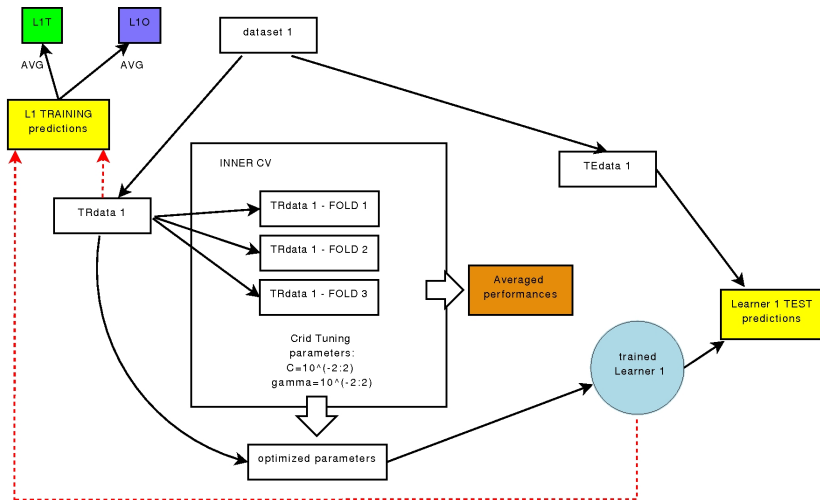 L1T
L1O
dataset 1
AVG
AVG
L1 TRAINING
predictions
INNER CV
TEdata 1
TRdata 1
TRdata 1 - FOLD 1
TRdata 1 - FOLD 2
TRdata 1 - FOLD 3
Averaged
performances
Learner 1 TEST
predictions
Crid Tuning
parameters:
C=10^(-2:2)
gamma=10^(-2:2)
trained
Learner 1
optimized parameters